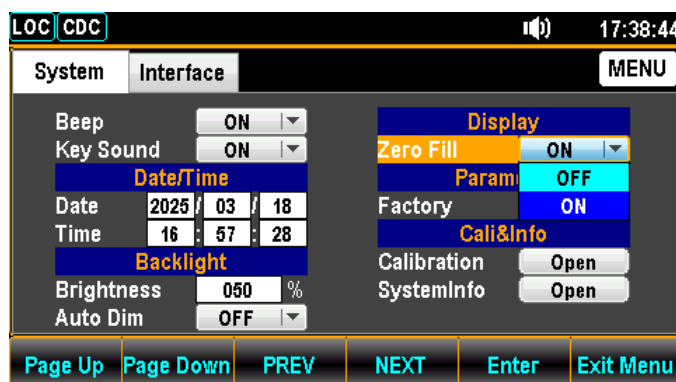 LOC CDC 17:38:44
System Interface MENU
Beep ON
Key Sound ON
Date/Time
Date 2025 / 03 / 18
Time 16 : 57 : 28
Backlight
Brightness 050 %
Auto Dim OFF
Display
Zero Fill ON
OFF
ON
Factory
Cali&Info
Calibration Open
SystemInfo Open
Page Up Page Down PREV NEXT Enter Exit Menu